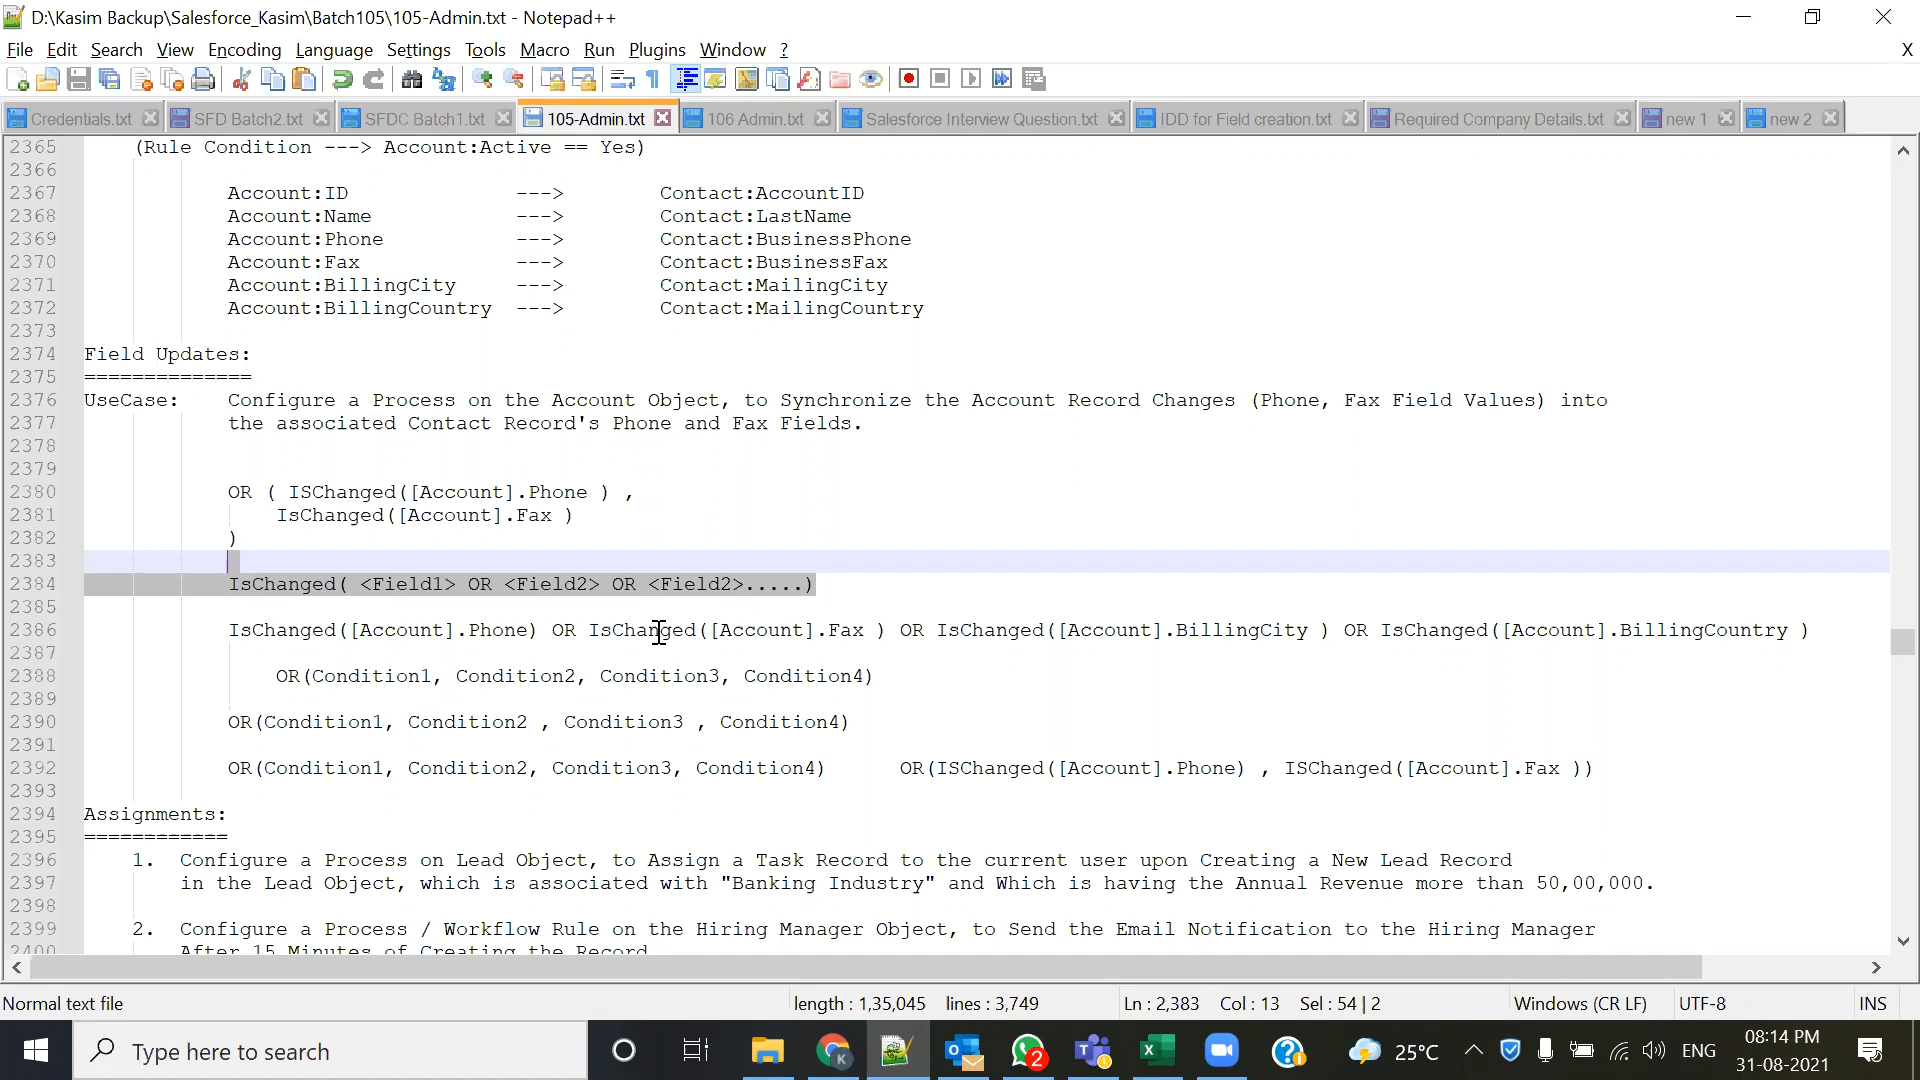 D:\Kasim Backup\Salesforce_Kasim\Batch105\105-Admin.txt - Notepad++
File Edit Search View Encoding Language Settings Tools Macro Run Plugins Window ? X
Credentials.txt SFD Batch2.txt SFDC Batch1.txt 105-Admin.txt 106 Admin.txt Salesforce Interview Question.txt IDD for Field creation.txt Required Company Details.txt new 1 new 2
2365 (Rule Condition ---> Account:Active == Yes)
2366
2367 Account:ID ---> Contact:AccountID
2368 Account:Name ---> Contact:LastName
2369 Account:Phone ---> Contact:BusinessPhone
2370 Account:Fax ---> Contact:BusinessFax
2371 Account:BillingCity ---> Contact:MailingCity
2372 Account:BillingCountry ---> Contact:MailingCountry
2373
2374 Field Updates:
2375 ==============
2376 UseCase: Configure a Process on the Account Object, to Synchronize the Account Record Changes (Phone, Fax Field Values) into
2377 the associated Contact Record's Phone and Fax Fields.
2378
2379
2380 OR ( ISChanged([Account].Phone ) ,
2381 IsChanged([Account].Fax )
2382 )
2383
2384 IsChanged( <Field1> OR <Field2> OR <Field2>.....)
2385
2386 IsChanged([Account].Phone) OR IsChanged([Account].Fax ) OR IsChanged([Account].BillingCity ) OR IsChanged([Account].BillingCountry )
2387
2388 OR(Condition1, Condition2, Condition3, Condition4)
2389
2390 OR(Condition1, Condition2 , Condition3 , Condition4)
2391
2392 OR(Condition1, Condition2, Condition3, Condition4) OR(ISChanged([Account].Phone) , ISChanged([Account].Fax ))
2393
2394 Assignments:
2395 ============
2396 1. Configure a Process on Lead Object, to Assign a Task Record to the current user upon Creating a New Lead Record
2397 in the Lead Object, which is associated with "Banking Industry" and Which is having the Annual Revenue more than 50,00,000.
2398
2399 2. Configure a Process / Workflow Rule on the Hiring Manager Object, to Send the Email Notification to the Hiring Manager
2400 After 15 Minutes of Creating the Record
Normal text file length : 1,35,045 lines : 3,749 Ln : 2,383 Col : 13 Sel : 54 | 2 Windows (CR LF) UTF-8 INS
Type here to search 2 25°C ENG 08:14 PM
31-08-2021